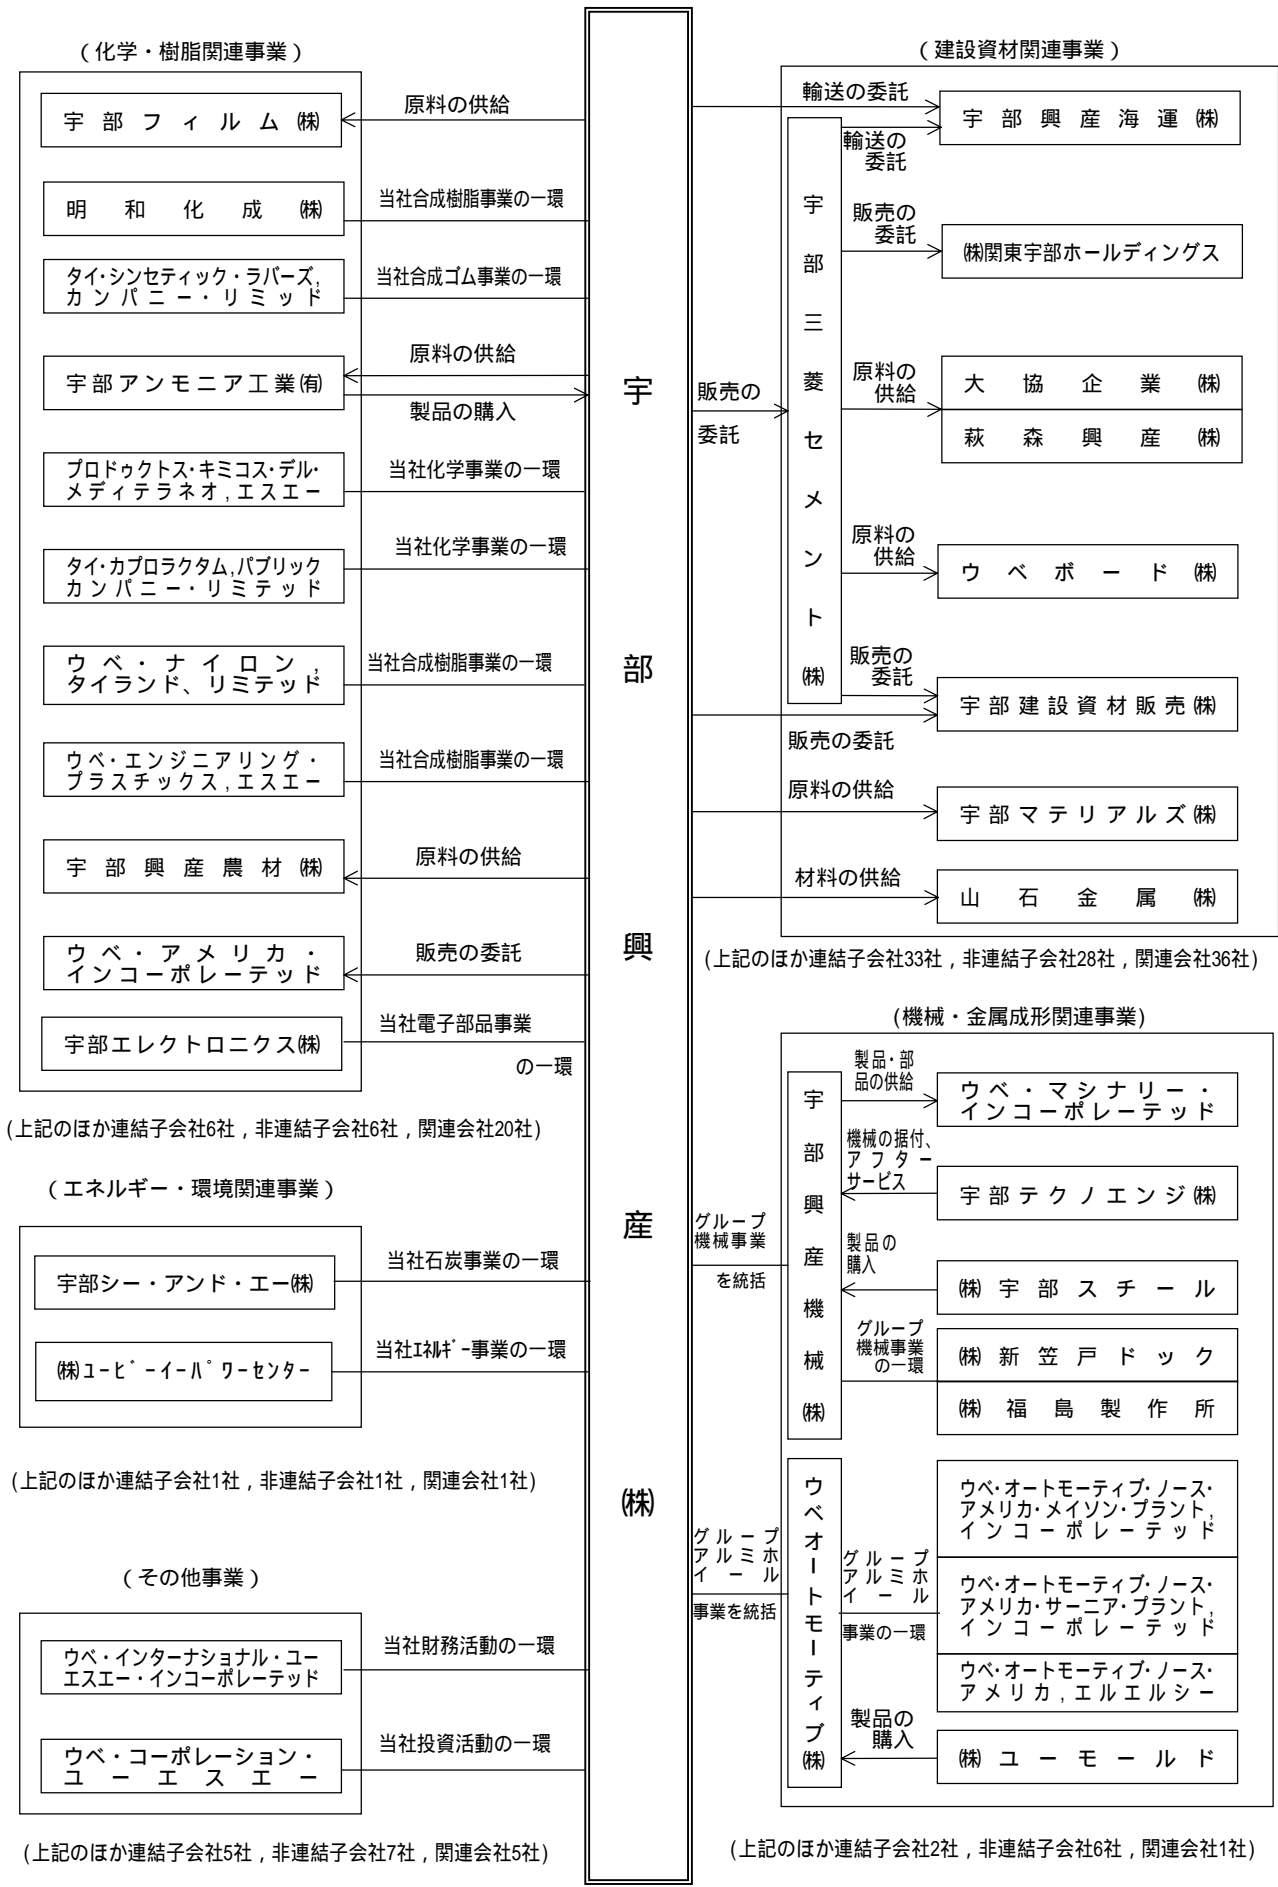 （化学・樹脂関連事業）
宇部フィルム㈱
原料の供給
明和化成㈱
当社合成樹脂事業の一環
タイ・シンセティック・ラバーズ,
カンパニー・リミッド
当社合成ゴム事業の一環
宇部アンモニア工業㈲
原料の供給
製品の購入
プロドゥクトス・キミコス・デル・
メディテラネオ,エスエー
当社化学事業の一環
タイ・カプロラクタム,パブリック
カンパニー・リミテッド
当社化学事業の一環
ウベ・ナイロン,
タイランド、リミテッド
当社合成樹脂事業の一環
ウベ・エンジニアリング・
プラスチックス,エスエー
当社合成樹脂事業の一環
宇部興産農材㈱
原料の供給
ウベ・アメリカ・
インコーポレーテッド
販売の委託
宇部エレクトロニクス㈱
当社電子部品事業
の一環
(上記のほか連結子会社6社，非連結子会社6社，関連会社20社)
（エネルギー・環境関連事業）
宇部シー・アンド・エー㈱
当社石炭事業の一環
㈱ユービーイーパワーセンター
当社エネルギー事業の一環
(上記のほか連結子会社1社，非連結子会社1社，関連会社1社)
（その他事業）
ウベ・インターナショナル・ユー
エスエー・インコーポレーテッド
当社財務活動の一環
ウベ・コーポレーション・
ユーエスエー
当社投資活動の一環
(上記のほか連結子会社5社，非連結子会社7社，関連会社5社)
宇部興産㈱
（建設資材関連事業）
輸送の委託
宇部興産海運㈱
輸送の
委託
宇部三菱セメント㈱
販売の
委託
販売の
委託
㈱関東宇部ホールディングス
原料の
供給
大協企業㈱
萩森興産㈱
原料の
供給
ウベボード㈱
販売の
委託
宇部建設資材販売㈱
販売の委託
原料の供給
宇部マテリアルズ㈱
材料の供給
山石金属㈱
(上記のほか連結子会社33社，非連結子会社28社，関連会社36社)
(機械・金属成形関連事業)
グループ
機械事業
を統括
宇部興産機械㈱
製品・部
品の供給
ウベ・マシナリー・
インコーポレーテッド
機械の据付、
アフター
サービス
宇部テクノエンジ㈱
製品の
購入
㈱宇部スチール
グループ
機械事業
の一環
㈱新笠戸ドック
㈱福島製作所
グループ
アルミホ
イール
事業を統括
ウベオートモーティブ㈱
グループ
アルミホ
イール
事業の一環
ウベ・オートモーティブ・ノース・
アメリカ・メイソン・プラント,
インコーポレーテッド
ウベ・オートモーティブ・ノース・
アメリカ・サーニア・プラント,
インコーポレーテッド
ウベ・オートモーティブ・ノース・
アメリカ,エルエルシー
製品の
購入
㈱ユーモールド
(上記のほか連結子会社2社，非連結子会社6社，関連会社1社)